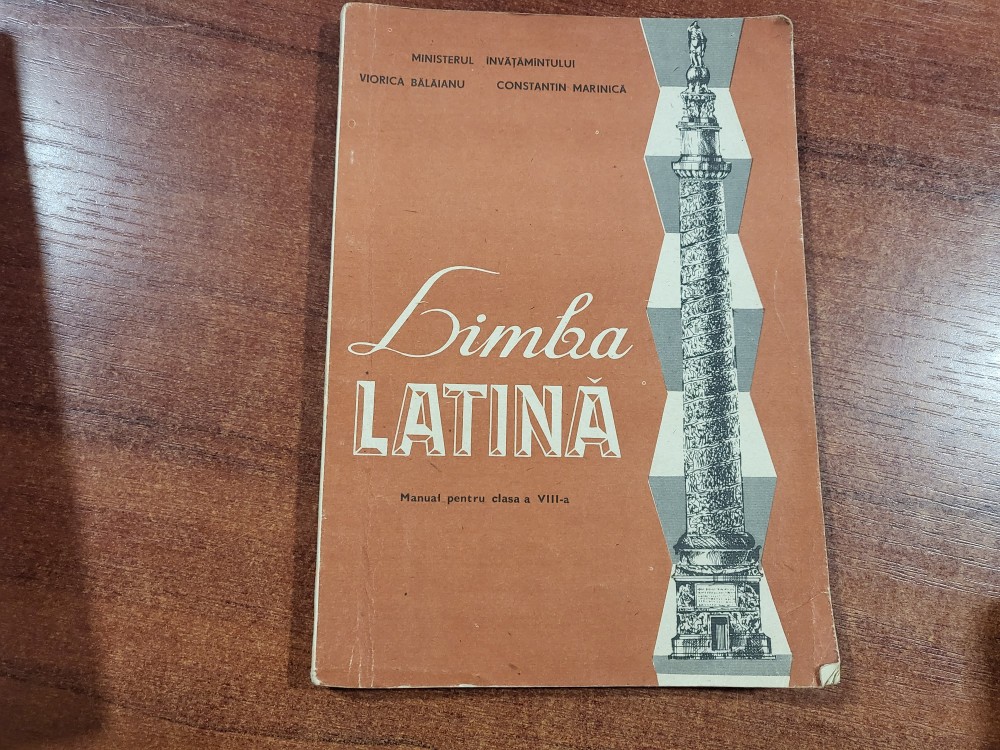 MINISTERUL ÎNVĂȚĂMÎNTULUI
VIORICA BĂLĂIANU CONSTANTIN MARINICĂ
Limba
LATINĂ
Manual pentru clasa a VIII-a